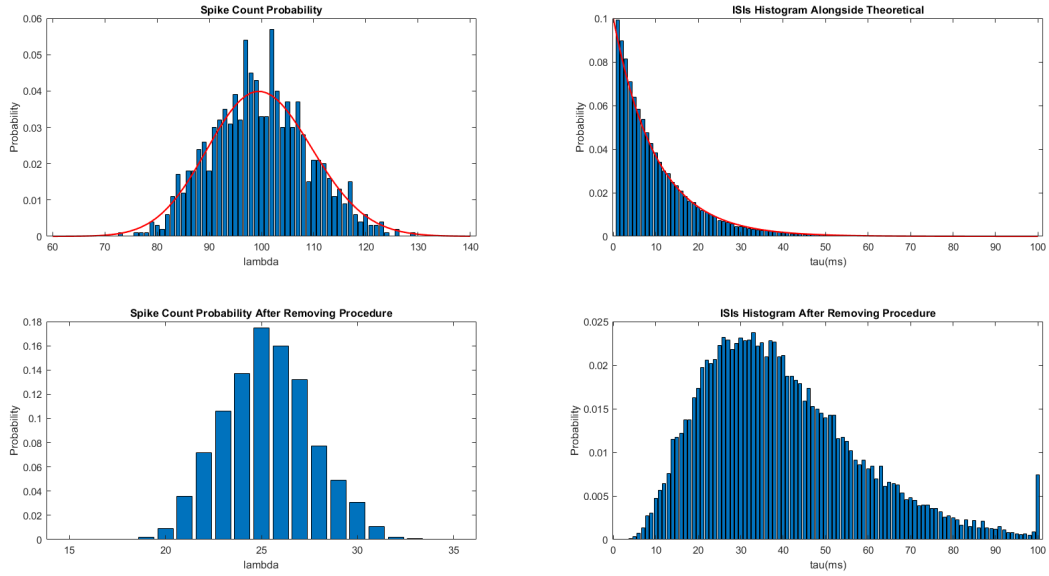 Spike Count Probability
0.06
0.05
0.04
0.03
0.02
0.01
0
Probability
60 70 80 90 100 110 120 130 140
lambda
ISIs Histogram Alongside Theoretical
0.1
0.08
0.06
0.04
0.02
0
Probability
0 10 20 30 40 50 60 70 80 90 100
tau(ms)
Spike Count Probability After Removing Procedure
0.18
0.16
0.14
0.12
0.1
0.08
0.06
0.04
0.02
0
Probability
15 20 25 30 35
lambda
ISIs Histogram After Removing Procedure
0.025
0.02
0.015
0.01
0.005
0
Probability
0 10 20 30 40 50 60 70 80 90 100
tau(ms)